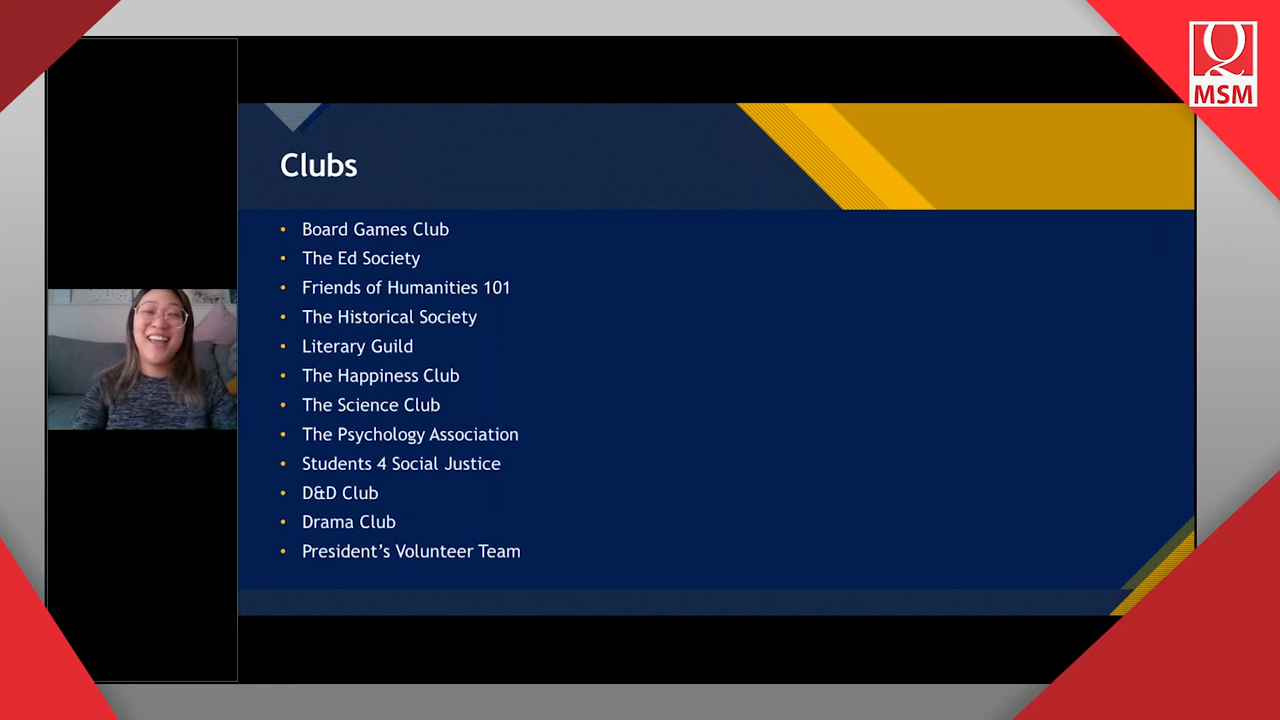 Q
MSM
Clubs
• Board Games Club
• The Ed Society
• Friends of Humanities 101
• The Historical Society
• Literary Guild
• The Happiness Club
• The Science Club
• The Psychology Association
• Students 4 Social Justice
• D&D Club
• Drama Club
• President’s Volunteer Team